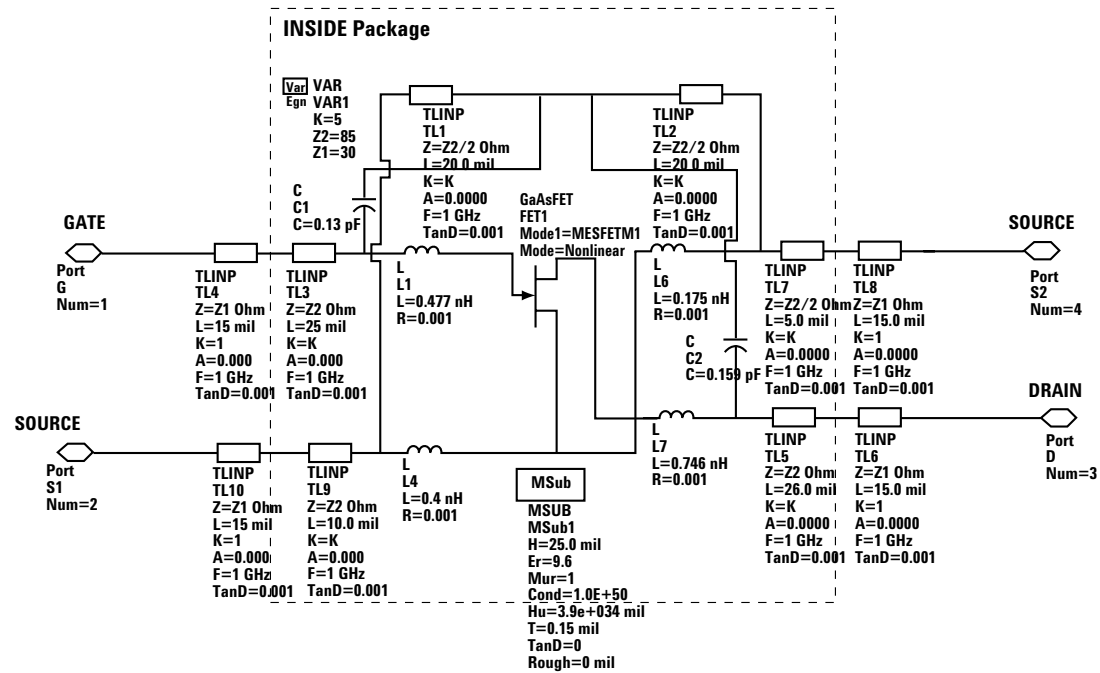 INSIDE Package
Var VAR
Egn VAR1
K=5
Z2=85
Z1=30
TLINP
TL1
Z=Z2/2 Ohm
L=20 0 mil
K=K
A=0.0000
F=1 GHz
TanD=0.001
TLINP
TL2
Z=Z2/2 Ohm
L=20 0 mil
K=K
A=0.0000
F=1 GHz
TanD=0.001
C
C1
C=0.13 pF
GaAsFET
FET1
Mode1=MESFETM1
Mode=Nonlinear
GATE
Port
G
Num=1
TLINP
TL4
Z=Z1 Ohm
L=15 mil
K=1
A=0.000
F=1 GHz
TanD=0.001
TLINP
TL3
Z=Z2 Ohm
L=25 mil
K=K
A=0.000
F=1 GHz
TanD=0.001
L
L1
L=0.477 nH
R=0.001
L
L6
L=0.175 nH
R=0.001
C
C2
C=0.159 pF
TLINP
TL7
Z=Z2/2 Ohm
L=5.0 mil
K=K
A=0.0000
F=1 GHz
TanD=0.001
TLINP
TL8
Z=Z1 Ohm
L=15.0 mil
K=1
A=0.0000
F=1 GHz
TanD=0.001
SOURCE
Port
S2
Num=4
SOURCE
Port
S1
Num=2
TLINP
TL10
Z=Z1 Ohm
L=15 mil
K=1
A=0.000
F=1 GHz
TanD=0.001
TLINP
TL9
Z=Z2 Ohm
L=10.0 mil
K=K
A=0.000
F=1 GHz
TanD=0.001
L
L4
L=0.4 nH
R=0.001
MSub
MSUB
MSub1
H=25.0 mil
Er=9.6
Mur=1
Cond=1.0E+50
Hu=3.9e+034 mil
T=0.15 mil
TanD=0
Rough=0 mil
L
L7
L=0.746 nH
R=0.001
TLINP
TL5
Z=Z2 Ohm
L=26.0 mil
K=K
A=0.0000
F=1 GHz
TanD=0.001
TLINP
TL6
Z=Z1 Ohm
L=15.0 mil
K=1
A=0.0000
F=1 GHz
TanD=0.001
DRAIN
Port
D
Num=3